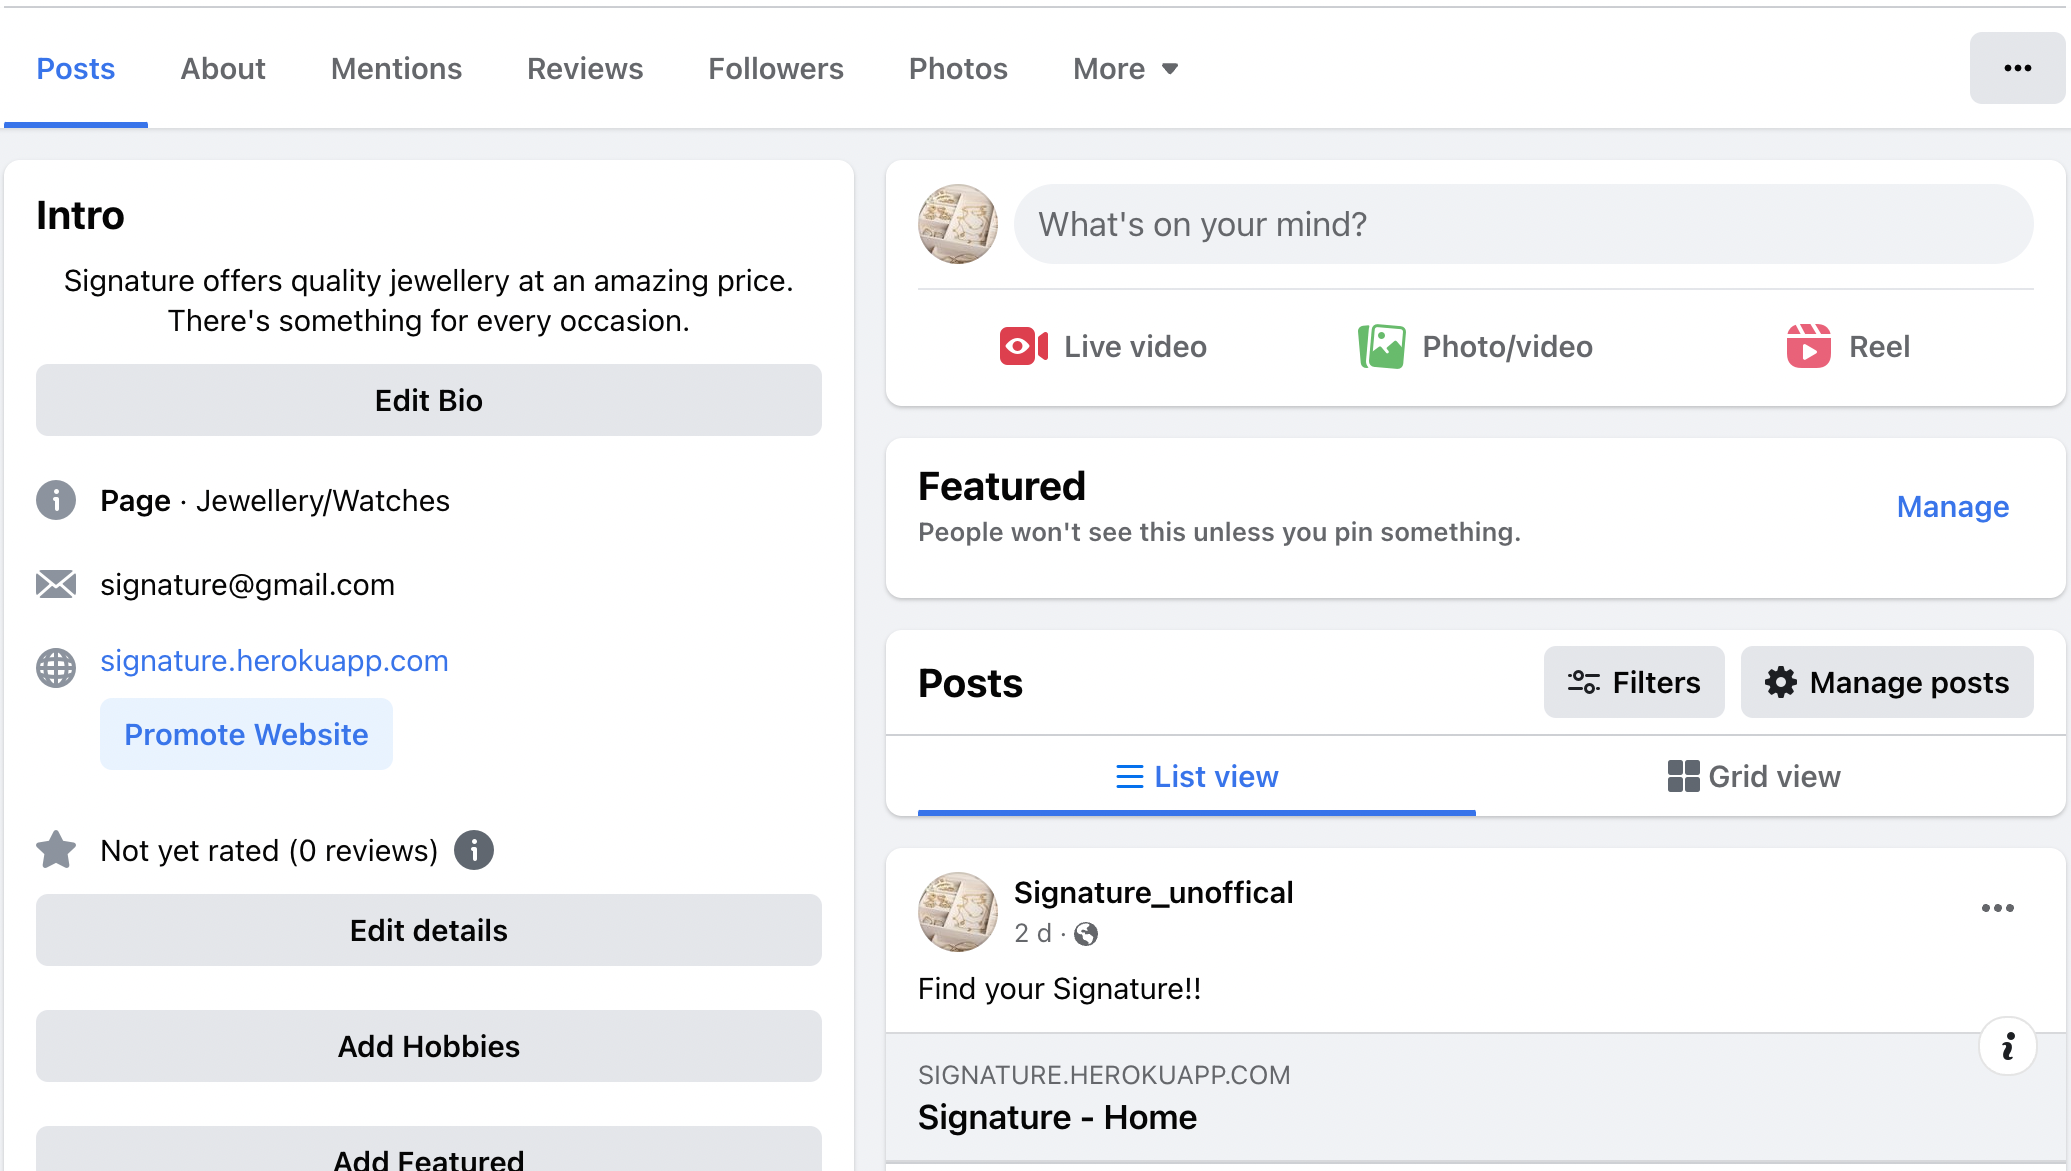 Posts About Mentions Reviews Followers Photos More
Intro
Signature offers quality jewellery at an amazing price.
There's something for every occasion.
Edit Bio
Page · Jewellery/Watches
signature@gmail.com
signature.herokuapp.com
Promote Website
Not yet rated (0 reviews)
Edit details
Add Hobbies
Add Featured
What's on your mind?
Live video Photo/video Reel
Featured
People won't see this unless you pin something.
Manage
Posts
Filters Manage posts
List view Grid view
Signature_unoffical
2 d ·
Find your Signature!!
SIGNATURE.HEROKUAPP.COM
Signature - Home